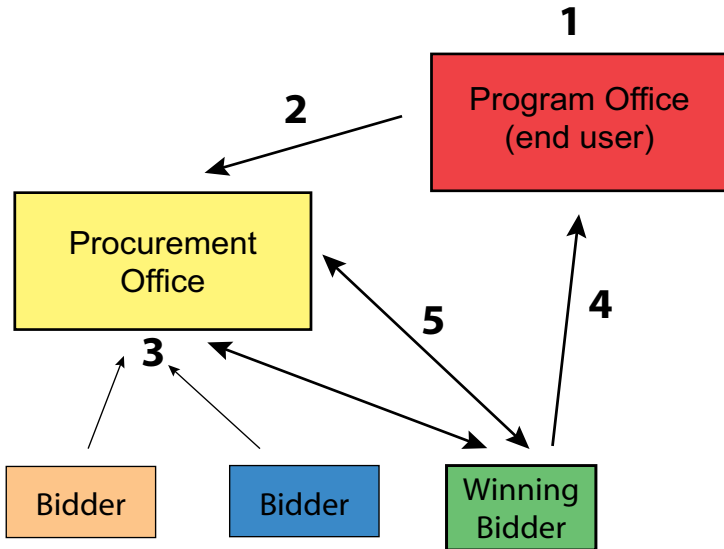 1
Program Office
(end user)
2
Procurement
Office
5
4
3
Bidder
Bidder
Winning
Bidder